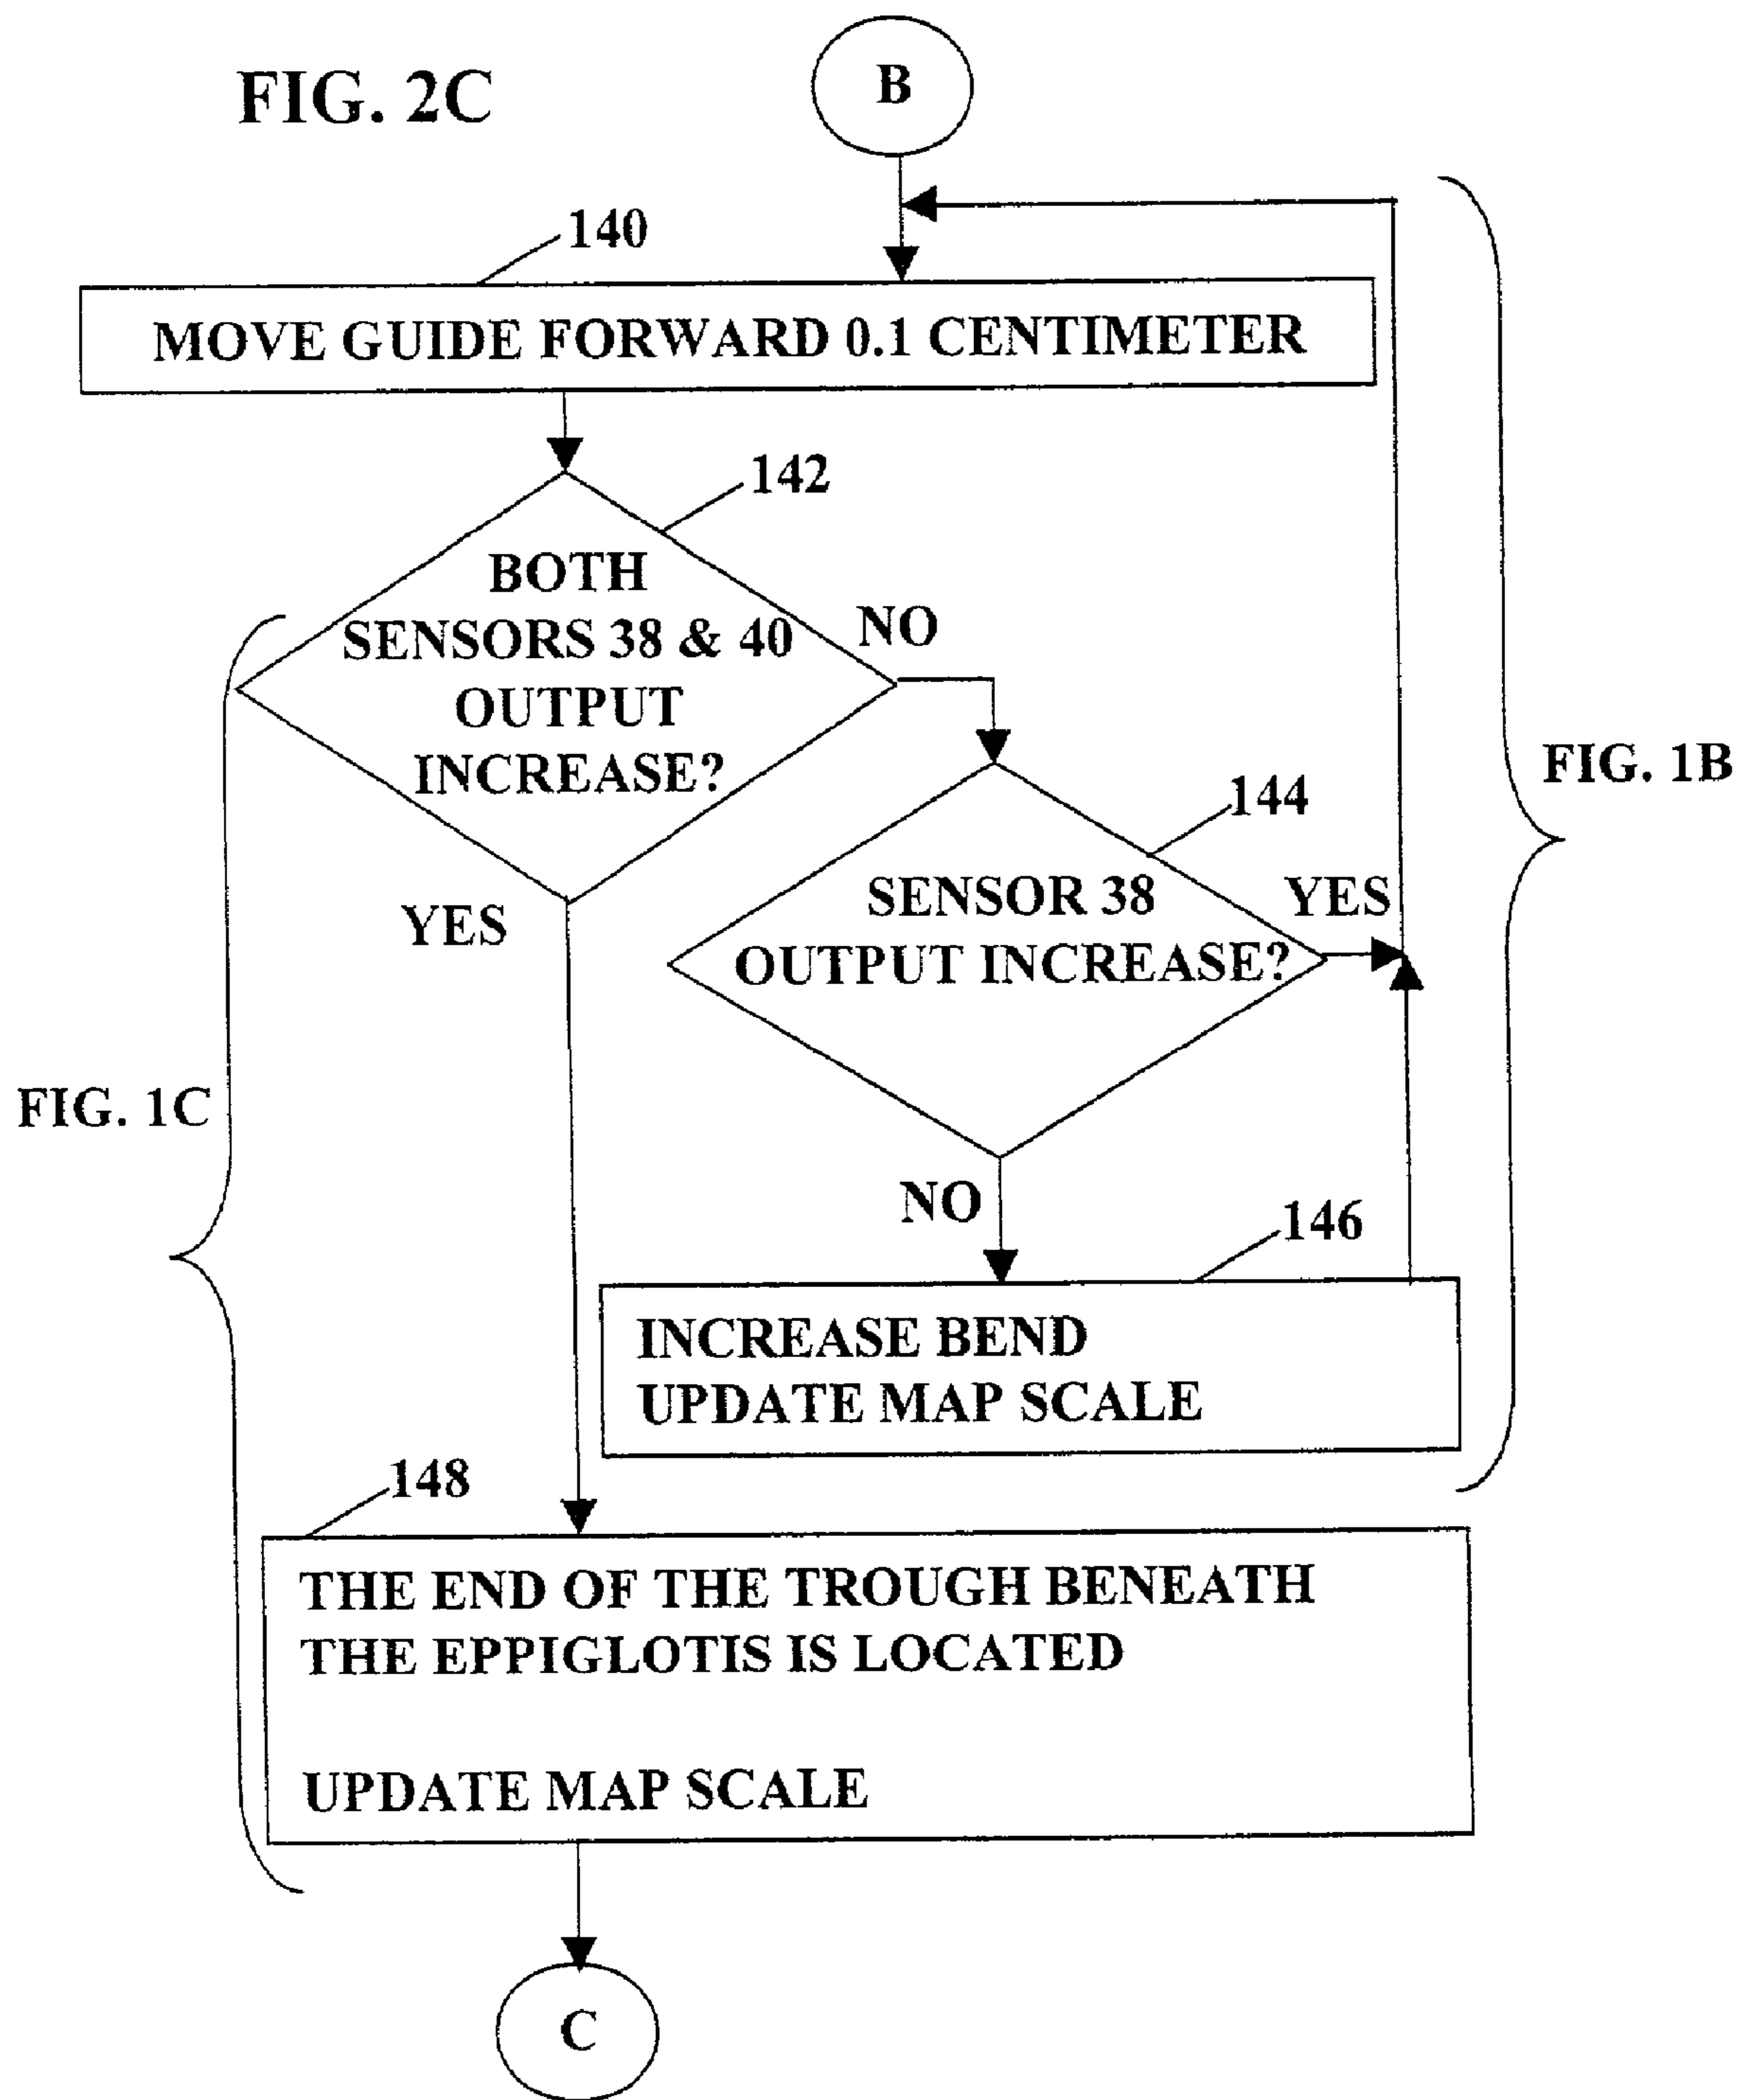 FIG. 2C
B
140
MOVE GUIDE FORWARD 0.1 CENTIMETER
142
BOTH
SENSORS 38 & 40
OUTPUT
INCREASE?
NO
YES
144
SENSOR 38
OUTPUT INCREASE?
YES
NO
FIG. 1B
FIG. 1C
146
INCREASE BEND
UPDATE MAP SCALE
148
THE END OF THE TROUGH BENEATH
THE EPPIGLOTIS IS LOCATED
UPDATE MAP SCALE
C